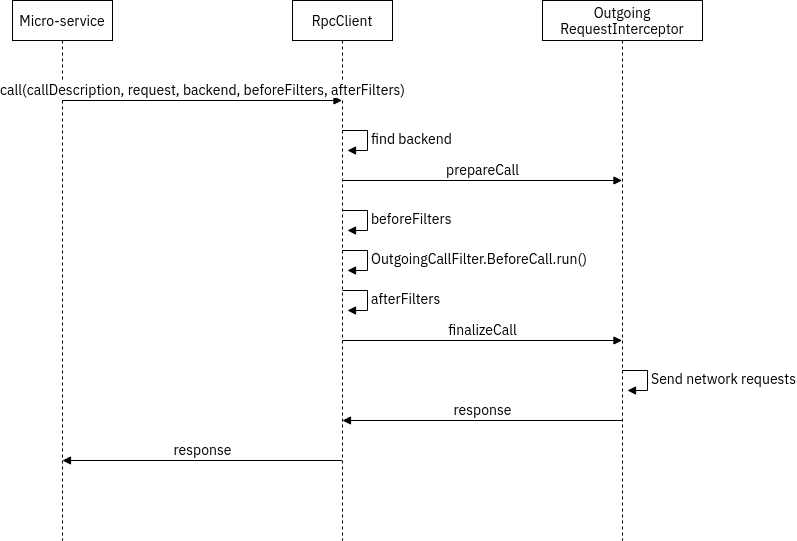 Micro-service
RpcClient
Outgoing
RequestInterceptor
call(callDescription, request, backend, beforeFilters, afterFilters)
find backend
prepareCall
beforeFilters
OutgoingCallFilter.BeforeCall.run()
afterFilters
finalizeCall
Send network requests
response
response